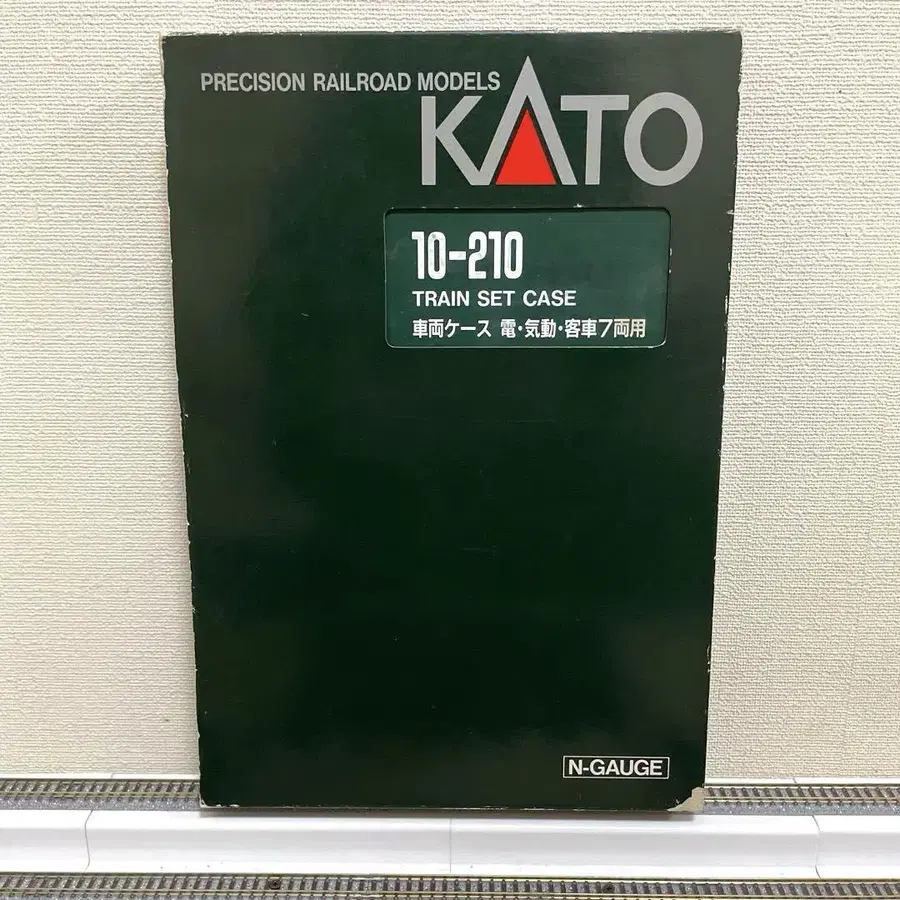 PRECISION RAILROAD MODELS
KATO
10-210
TRAIN SET CASE
車両ケース 電・気動・客車7両用
N-GAUGE